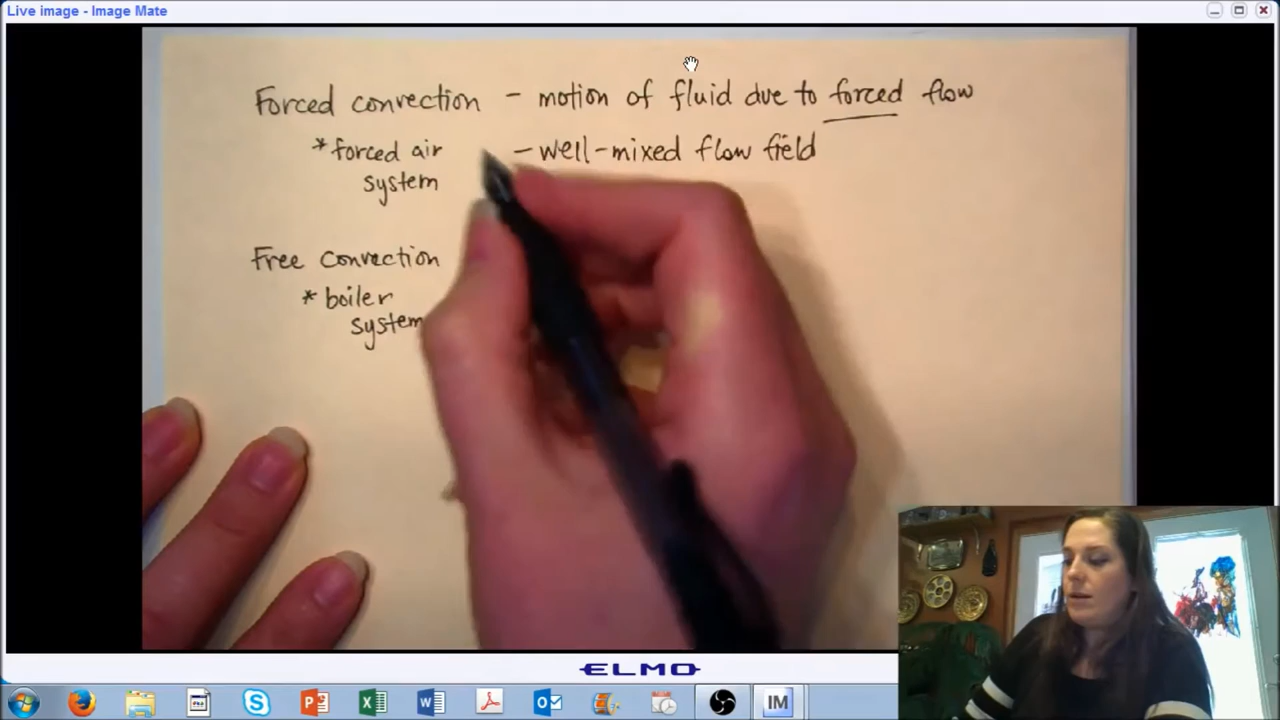 Live image - Image Mate
Forced convection - motion of fluid due to forced flow
*forced air - well-mixed flow field
system
Free convection
*boiler
system
ELMO
IM